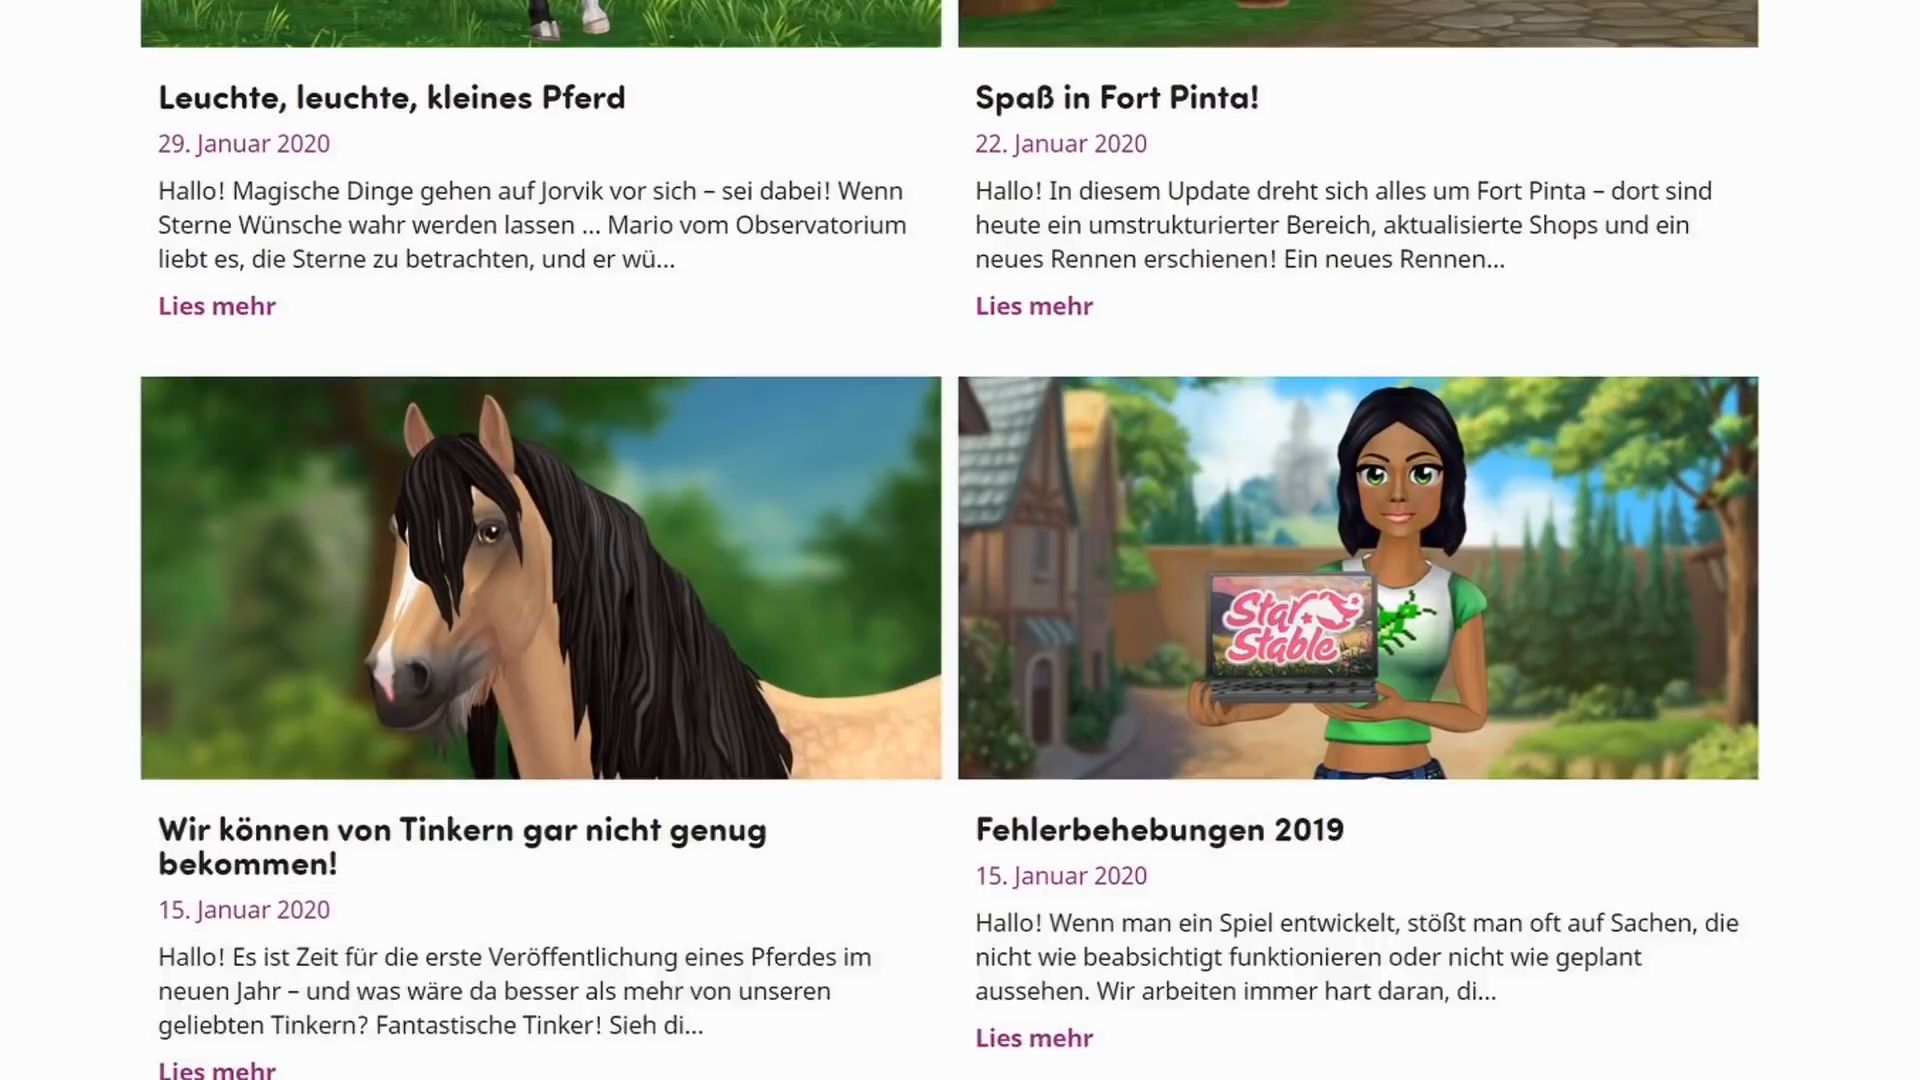 Leuchte, leuchte, kleines Pferd
29. Januar 2020
Hallo! Magische Dinge gehen auf Jorvik vor sich – sei dabei! Wenn
Sterne Wünsche wahr werden lassen ... Mario vom Observatorium
liebt es, die Sterne zu betrachten, und er wü...
Lies mehr
Spaß in Fort Pinta!
22. Januar 2020
Hallo! In diesem Update dreht sich alles um Fort Pinta – dort sind
heute ein umstrukturierter Bereich, aktualisierte Shops und ein
neues Rennen erschienen! Ein neues Rennen...
Lies mehr
Star
Stable
Wir können von Tinkern gar nicht genug
bekommen!
15. Januar 2020
Hallo! Es ist Zeit für die erste Veröffentlichung eines Pferdes im
neuen Jahr – und was wäre da besser als mehr von unseren
geliebten Tinkern? Fantastische Tinker! Sieh di...
Lies mehr
Fehlerbehebungen 2019
15. Januar 2020
Hallo! Wenn man ein Spiel entwickelt, stößt man oft auf Sachen, die
nicht wie beabsichtigt funktionieren oder nicht wie geplant
aussehen. Wir arbeiten immer hart daran, di...
Lies mehr